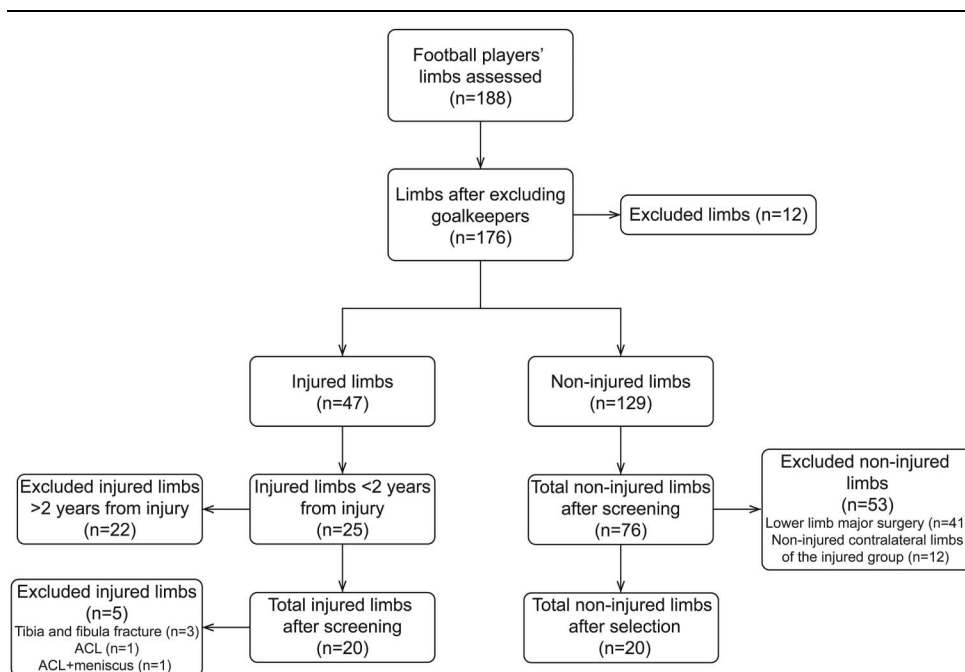 Football players'
limbs assessed
(n=188)
Limbs after excluding
goalkeepers
(n=176)
Excluded limbs (n=12)
Injured limbs
(n=47)
Non-injured limbs
(n=129)
Excluded injured limbs
>2 years from injury
(n=22)
Injured limbs <2 years
from injury
(n=25)
Total non-injured limbs
after screening
(n=76)
Excluded non-injured
limbs
(n=53)
Lower limb major surgery (n=41
Non-injured contralateral limbs
of the injured group (n=12)
Excluded injured limbs
(n=5)
Tibia and fibula fracture (n=3)
ACL (n=1)
ACL+meniscus (n=1)
Total injured limbs
after screening
(n=20)
Total non-injured limbs
after selection
(n=20)